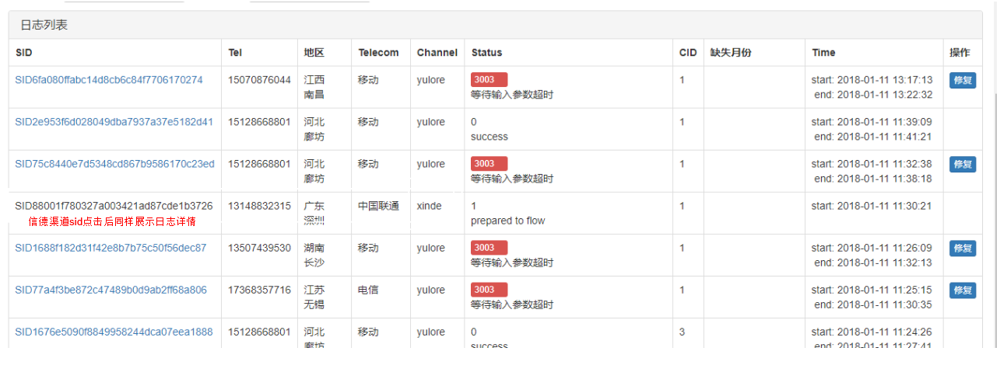 日志列表
SID Tel 地区 Telecom Channel Status CID 缺失月份 Time 操作
SID6fa080ffabc14d8cb6c84f7706170274 15070876044 江西 移动 yulore 3003 1 start: 2018-01-11 13:17:13 修复
南昌 等待输入参数超时 end: 2018-01-11 13:22:32
SID2e953f6d028049dba7937a37e5182d41 15128668801 河北 移动 yulore 0 1 start: 2018-01-11 11:39:09
廊坊 success end: 2018-01-11 11:41:21
SID75c8440e7d5348cd867b9586170c23ed 15128668801 河北 移动 yulore 3003 1 start: 2018-01-11 11:32:38 修复
廊坊 等待输入参数超时 end: 2018-01-11 11:38:18
SID88001f780327a003421ad87cde1b3726 13148832315 广东 中国联通 xinde 1 1 start: 2018-01-11 11:30:21
信德渠道sid点击后同样展示日志详情 深圳 prepared to flow
SID1688f182d31f42e8b7b75c50f56dec87 13507439530 湖南 移动 yulore 3003 1 start: 2018-01-11 11:26:09 修复
长沙 等待输入参数超时 end: 2018-01-11 11:32:13
SID77a4f3be872c47489b0d9ab2ff68a806 17368357716 江苏 电信 yulore 3003 1 start: 2018-01-11 11:25:15 修复
无锡 等待输入参数超时 end: 2018-01-11 11:30:35
SID1676e5090f8849958244dca07eea1888 15128668801 河北 移动 yulore 0 3 start: 2018-01-11 11:24:26
廊坊 success end: 2018-01-11 11:27:41